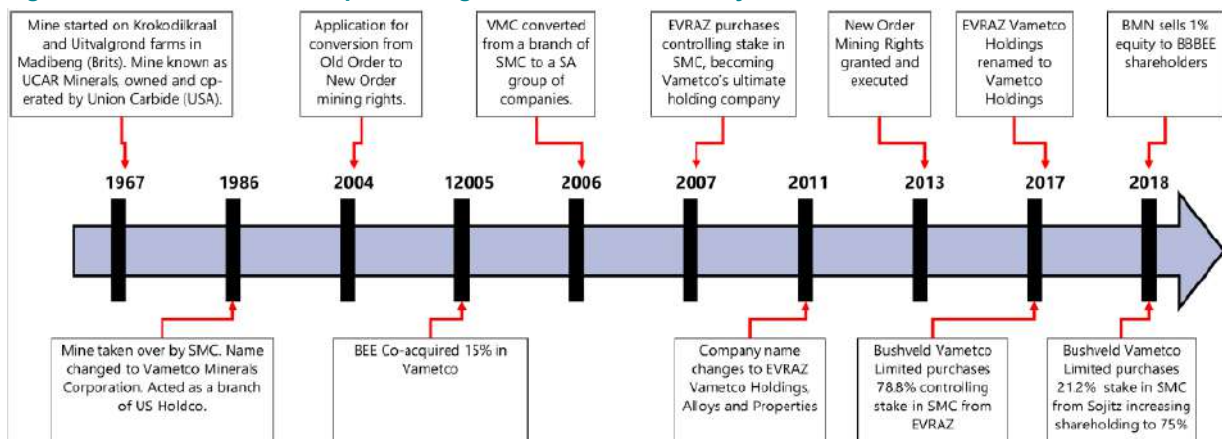 Mine started on Krokodilkraal
and Uitvalgrond farms in
Madibeng (Brits). Mine known as
UCAR Minerals, owned and op-
erated by Union Carbide (USA).
Application for
conversion from
Old Order to
New Order
mining rights.
VMC converted
from a branch of
SMC to a SA
group of
companies.
EVRAZ purchases
controlling stake in
SMC, becoming
Vametco's ultimate
holding company
New Order
Mining Rights
granted and
executed
EVRAZ Vametco
Holdings
renamed to
Vametco
Holdings
BMN sells 1%
equity to BBBEE
shareholders
1967
1986
2004
12005
2006
2007
2011
2013
2017
2018
Mine taken over by SMC. Name
changed to Vametco Minerals
Corporation. Acted as a branch
of US Holdco.
BEE Co-acquired 15% in
Vametco
Company name
changes to EVRAZ
Vametco Holdings,
Alloys and Properties
Bushveld Vametco
Limited purchases
78.8% controlling
stake in SMC from
EVRAZ
Bushveld Vametco
Limited purchases
21.2% stake in SMC
from Sojitz increasing
shareholding to 75%